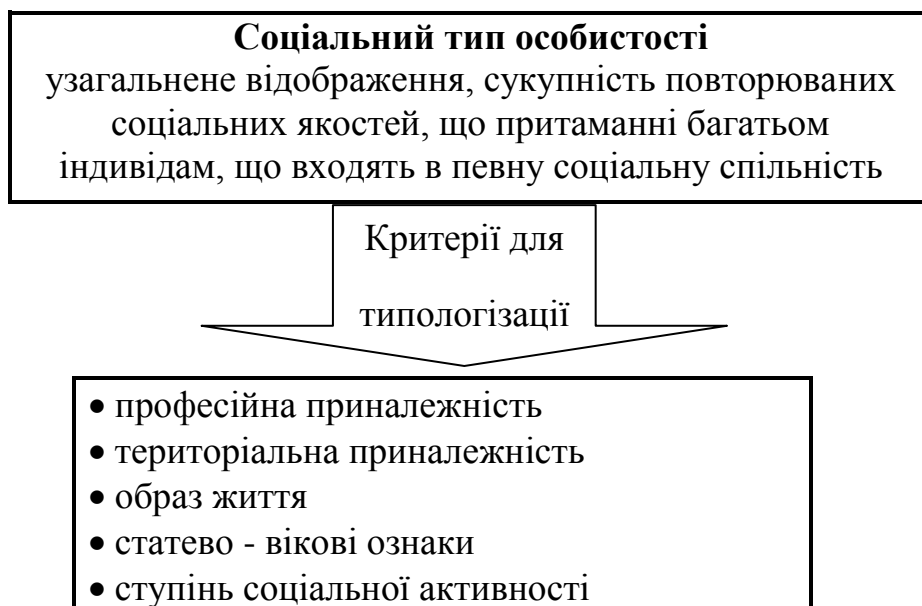 Соціальний тип особистості
узагальнене відображення, сукупність повторюваних
соціальних якостей, що притаманні багатьом
індивідам, що входять в певну соціальну спільність
Критерії для
типологізації
• професійна приналежність
• територіальна приналежність
• образ життя
• статево - вікові ознаки
• ступінь соціальної активності